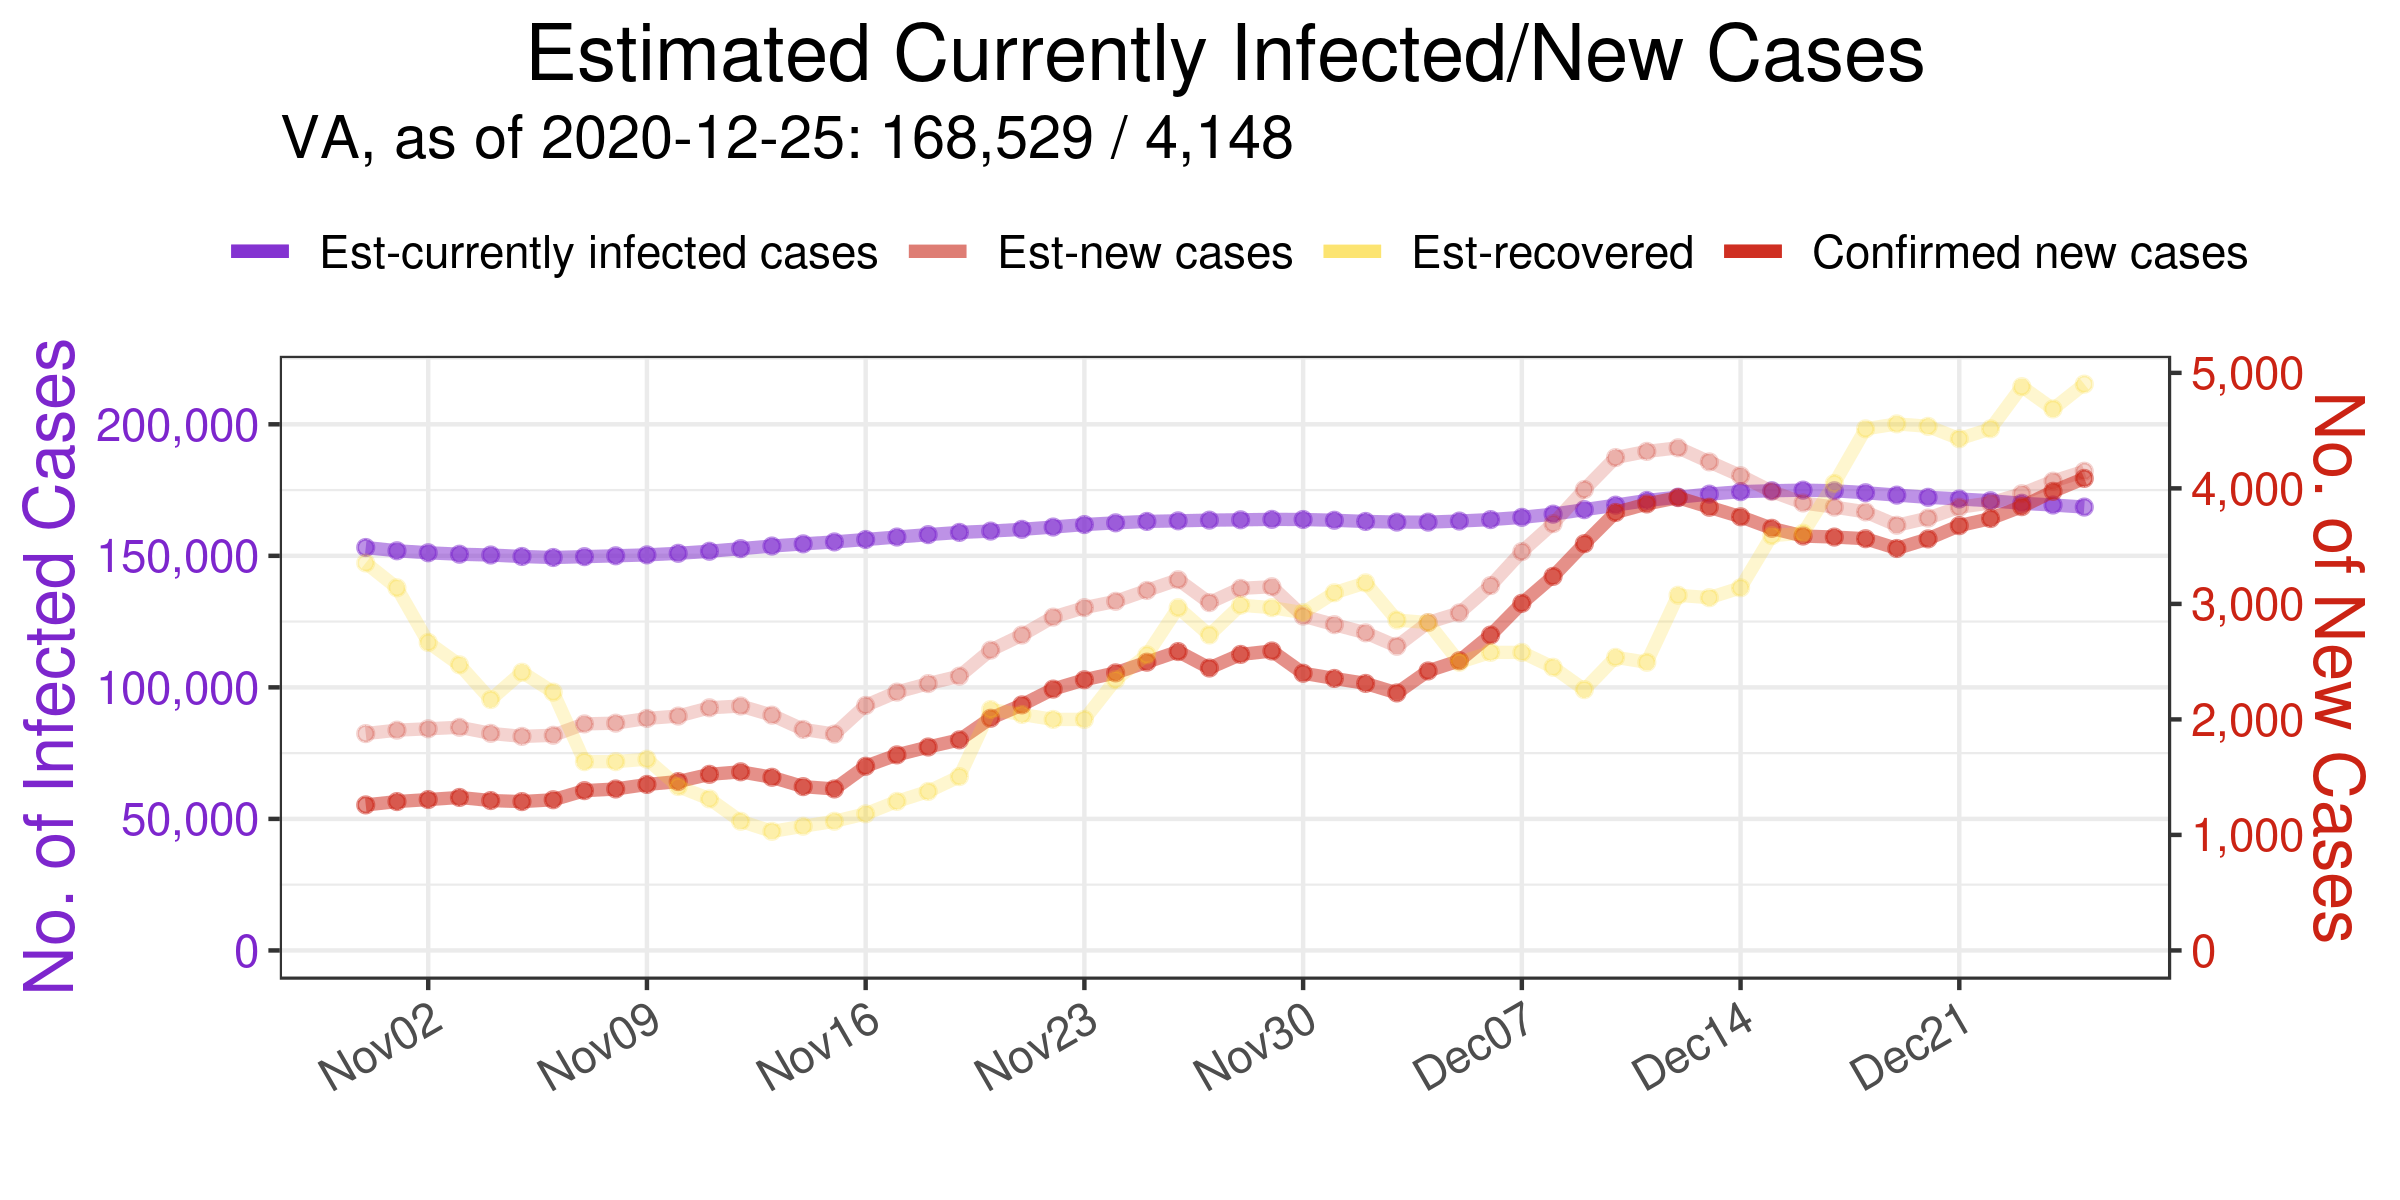 Estimated Currently Infected/New Cases
VA, as of 2020-12-25: 168,529 / 4,148
Est-currently infected cases Est-new cases Est-recovered Confirmed new cases
No. of Infected Cases
200,000
150,000
100,000
50,000
0
5,000
4,000
3,000
2,000
1,000
0
No. of New Cases
Nov02 Nov09 Nov16 Nov23 Nov30 Dec07 Dec14 Dec21